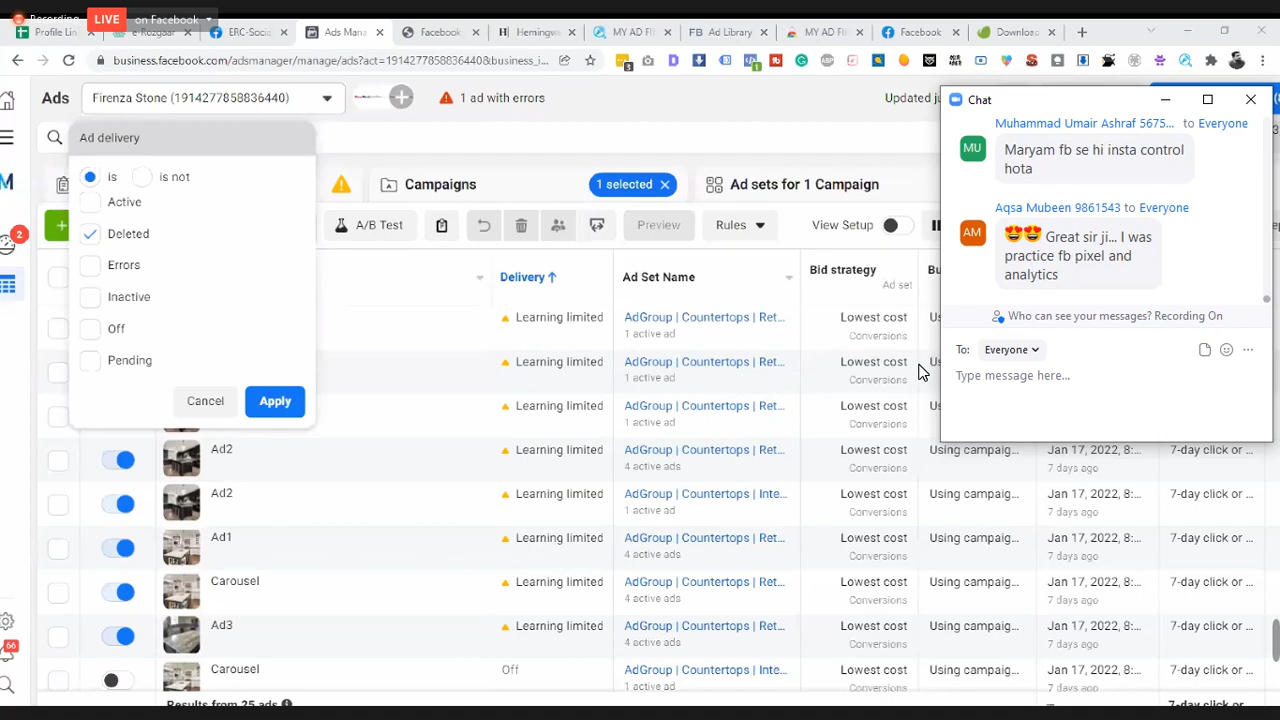 Recording
LIVE on Facebook
Profile Lin
e-Rozgaar
ERC-Socia
Ads Mana
Facebook
Hemingwa
MY AD FI
FB Ad Library
MY AD FI
Facebook
Downloa
business.facebook.com/adsmanager/manage/ads?act=1914277858836440&business_i...
Ads
Firenza Stone (1914277858836440)
1 ad with errors
Updated ju
Ad delivery
is
is not
Active
Deleted
Errors
Inactive
Off
Pending
Cancel
Apply
Campaigns
1 selected
Ad sets for 1 Campaign
A/B Test
Preview
Rules
View Setup
Delivery
Ad Set Name
Bid strategy
Ad set
Bu
Learning limited
AdGroup | Countertops | Ret...
1 active ad
Lowest cost
Conversions
Us
Learning limited
AdGroup | Countertops | Ret...
1 active ad
Lowest cost
Conversions
Us
Learning limited
AdGroup | Countertops | Ret...
1 active ad
Lowest cost
Conversions
Us
Ad2
Learning limited
AdGroup | Countertops | Ret...
4 active ads
Lowest cost
Conversions
Using campaig...
Jan 17, 2022, 8:...
7 days ago
7-day click or ...
Ad2
Learning limited
AdGroup | Countertops | Inte...
1 active ad
Lowest cost
Conversions
Using campaig...
Jan 17, 2022, 8:...
7 days ago
7-day click or ...
Ad1
Learning limited
AdGroup | Countertops | Ret...
4 active ads
Lowest cost
Conversions
Using campaig...
Jan 17, 2022, 8:...
7 days ago
7-day click or ...
Carousel
Learning limited
AdGroup | Countertops | Ret...
4 active ads
Lowest cost
Conversions
Using campaig...
Jan 17, 2022, 8:...
7 days ago
7-day click or ...
Ad3
Learning limited
AdGroup | Countertops | Ret...
4 active ads
Lowest cost
Conversions
Using campaig...
Jan 17, 2022, 8:...
7 days ago
7-day click or ...
Carousel
Off
AdGroup | Countertops | Inte...
1 active ad
Lowest cost
Conversions
Using campaig...
Jan 17, 2022, 8:...
7 days ago
7-day click or ...
Results from 25 ads
7-day click or
2
66
Chat
Muhammad Umair Ashraf 5675... to Everyone
MU
Maryam fb se hi insta control
hota
Aqsa Mubeen 9861543 to Everyone
AM
😍😍 Great sir ji... I was
practice fb pixel and
analytics
Who can see your messages? Recording On
To: Everyone
Type message here...